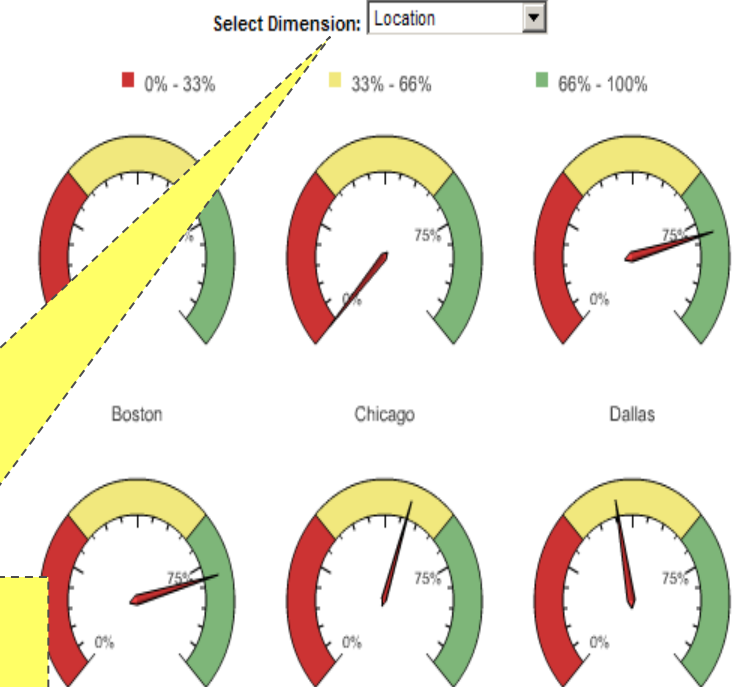 Select Dimension: Location
0% - 33% 33% - 66% 66% - 100%
75% 75%
0% 0%
Boston Chicago Dallas
75% 75% 75%
0% 0% 0%